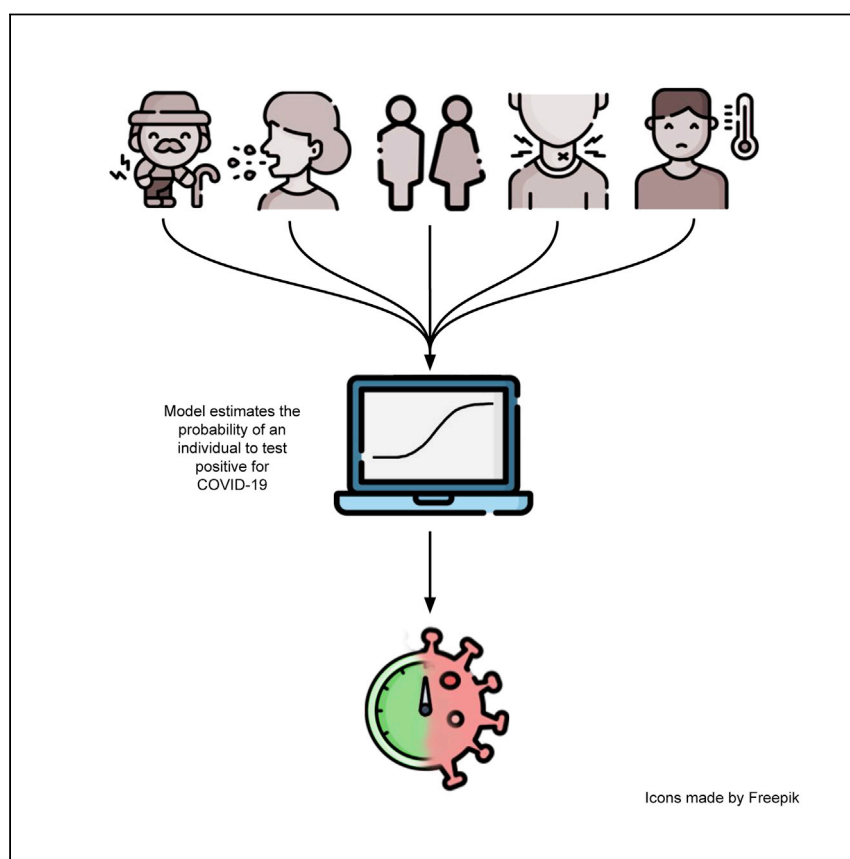 Model estimates the
probability of an
individual to test
positive for
COVID-19
Icons made by Freepik